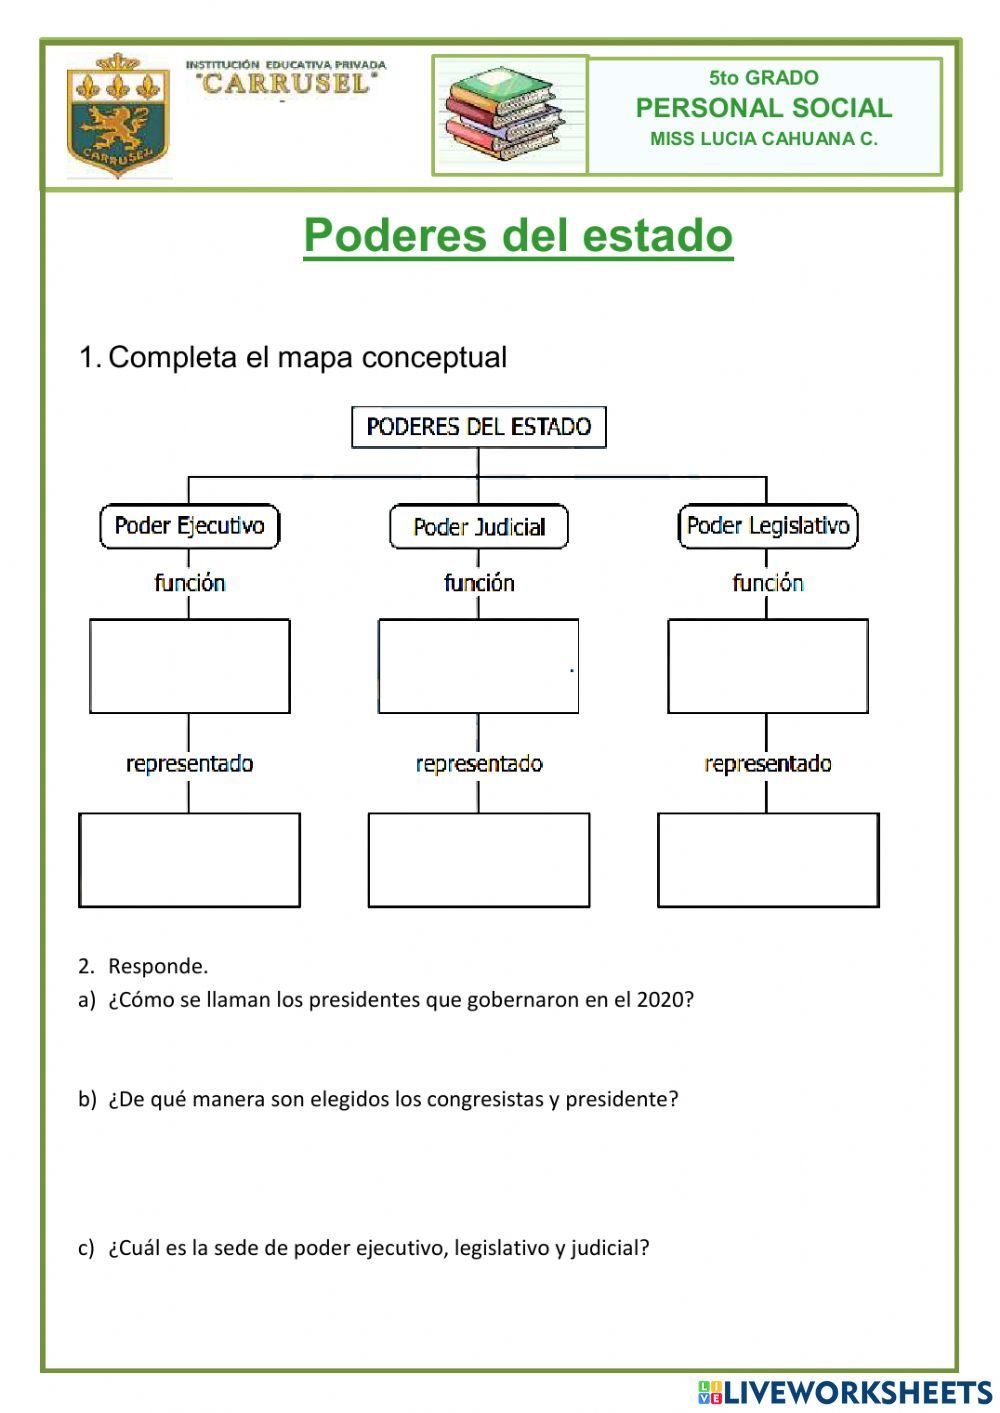 INSTITUCIÓN EDUCATIVA PRIVADA
"CARRUSEL"
CARRUSEL
5to GRADO
PERSONAL SOCIAL
MISS LUCIA CAHUANA C.
Poderes del estado
1. Completa el mapa conceptual
PODERES DEL ESTADO
Poder Ejecutivo
Poder Judicial
Poder Legislativo
función
función
función
representado
representado
representado
2. Responde.
a) ¿Cómo se llaman los presidentes que gobernaron en el 2020?
b) ¿De qué manera son elegidos los congresistas y presidente?
c) ¿Cuál es la sede de poder ejecutivo, legislativo y judicial?
LIVE LIVEWORKSHEETS